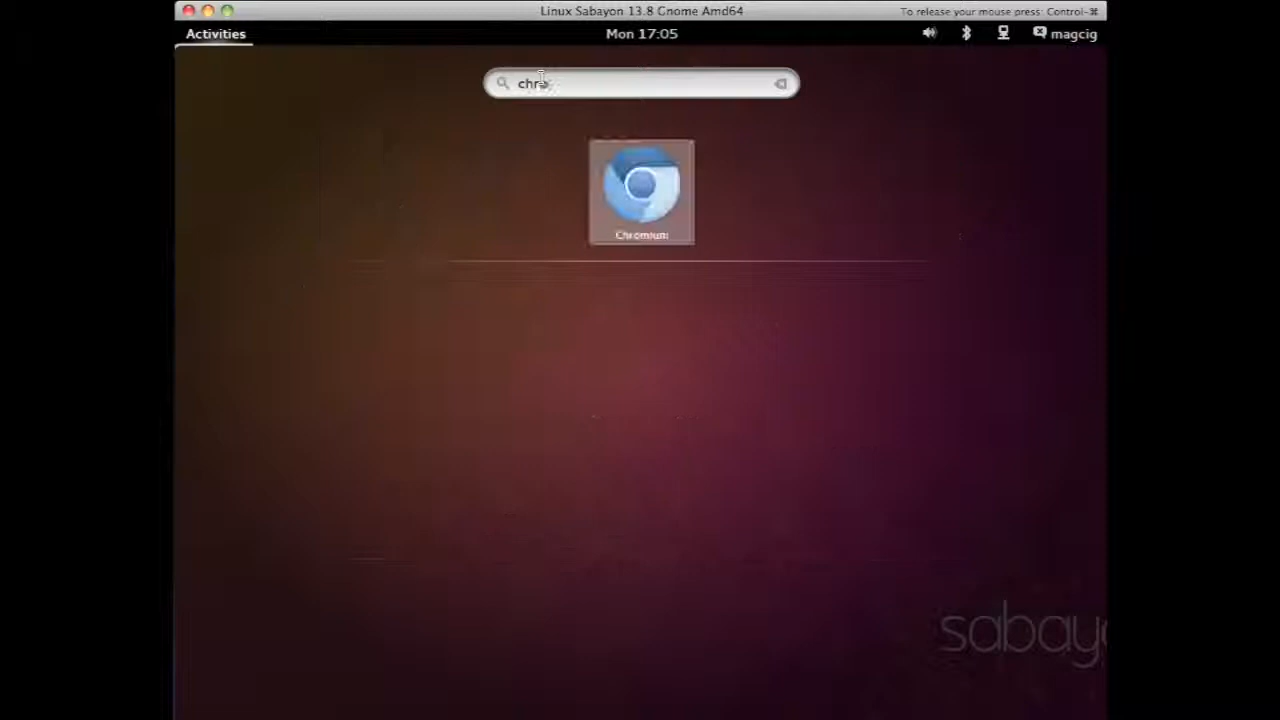 Linux Sabayon 13.8 Gnome Amd64
To release your mouse press: Control-⌘
Activities
Mon 17:05
magcig
chro
Chromium
sabayo